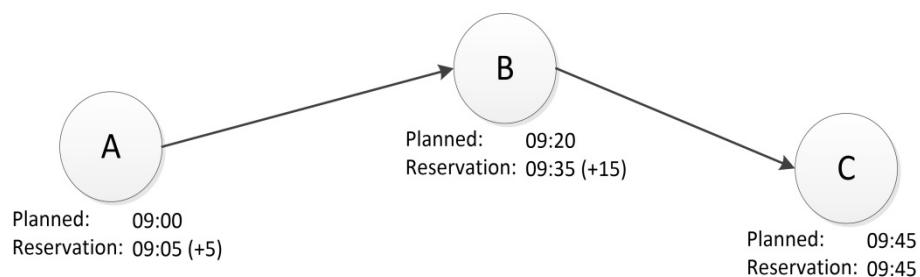 A
Planned: 09:00
Reservation: 09:05 (+5)
B
Planned: 09:20
Reservation: 09:35 (+15)
C
Planned: 09:45
Reservation: 09:45